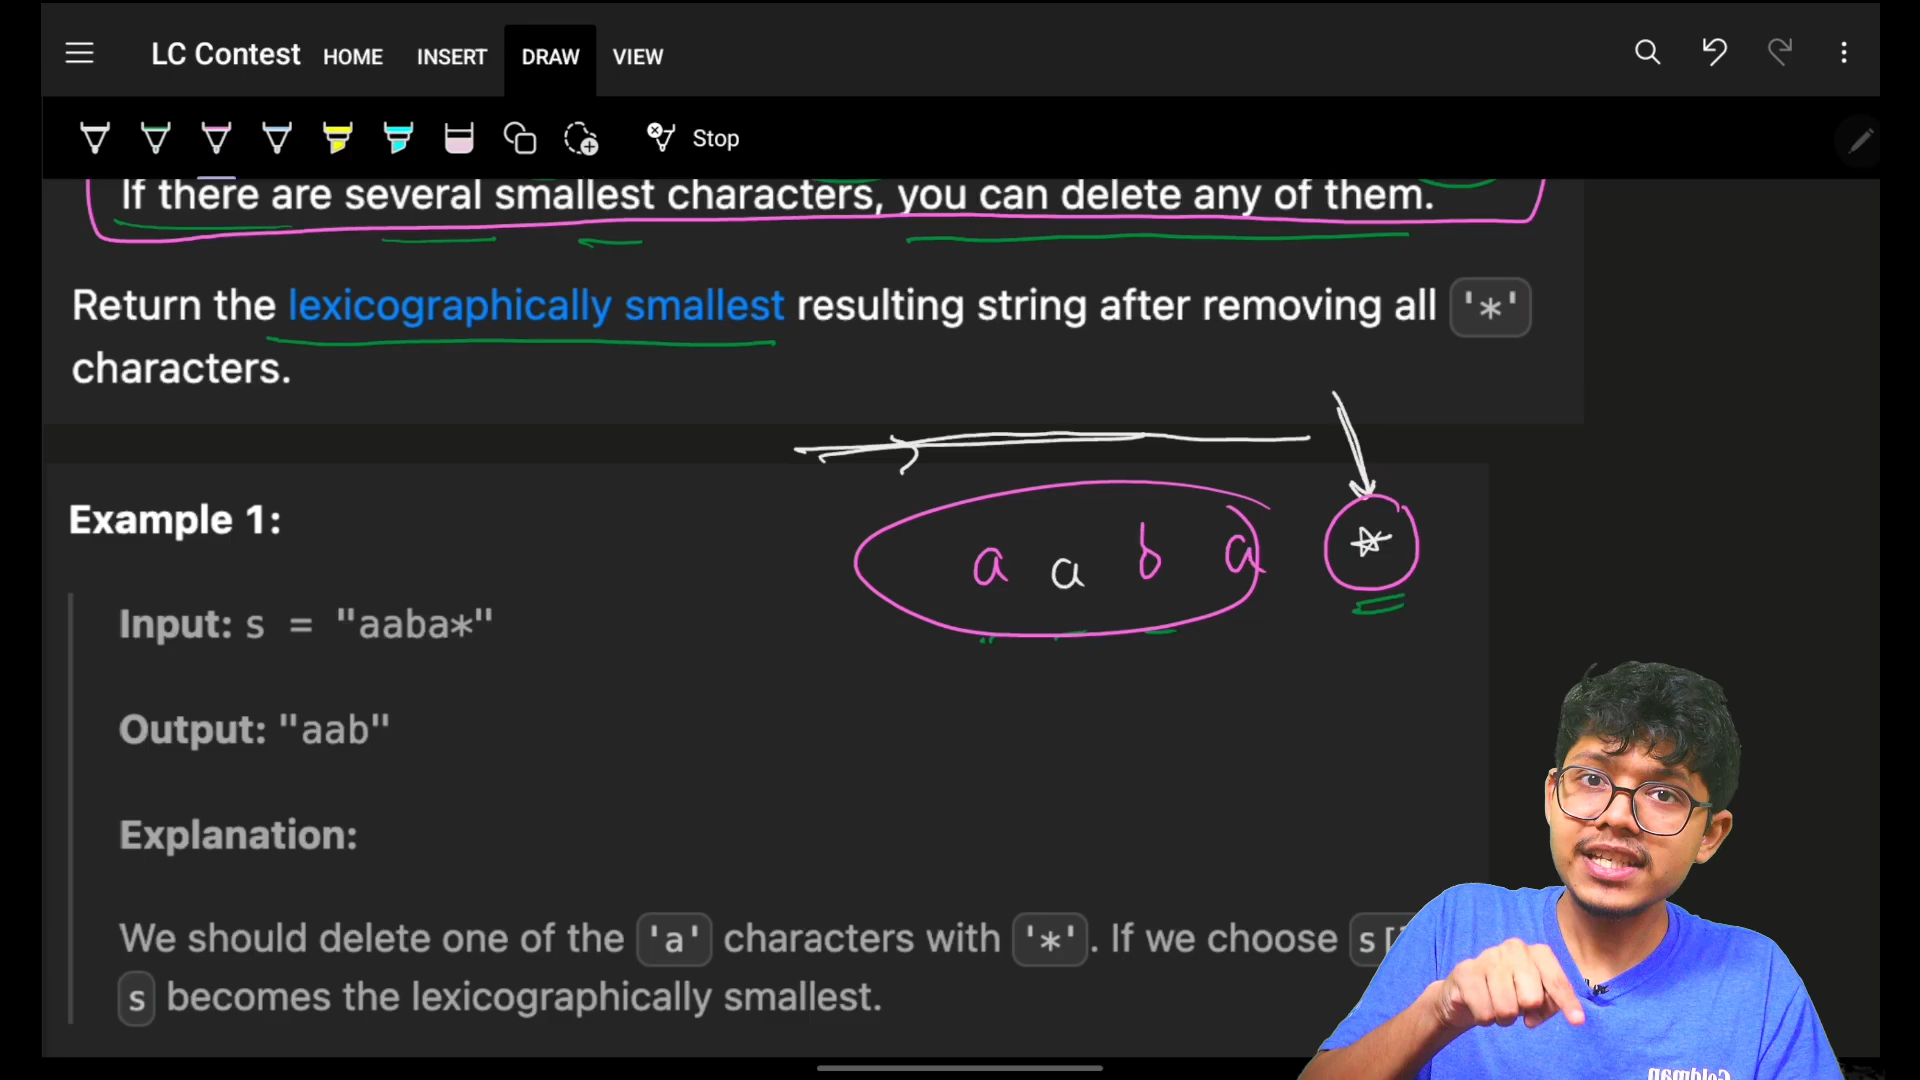 LC Contest HOME INSERT DRAW VIEW
Stop
If there are several smallest characters, you can delete any of them.
Return the lexicographically smallest resulting string after removing all '*'
characters.
a a b a *
Example 1:
Input: s = "aaba*"
Output: "aab"
Explanation:
We should delete one of the 'a' characters with '*'. If we choose s[
s becomes the lexicographically smallest.